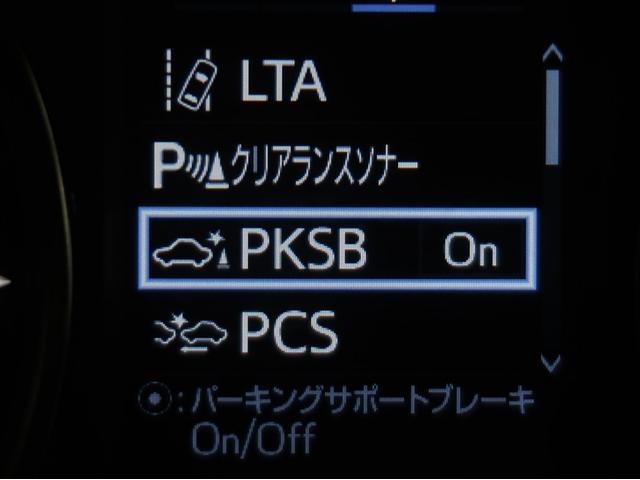 LTA
クリアランスソナー
PKSB On
PCS
:パーキングサポートブレーキ
On/Off